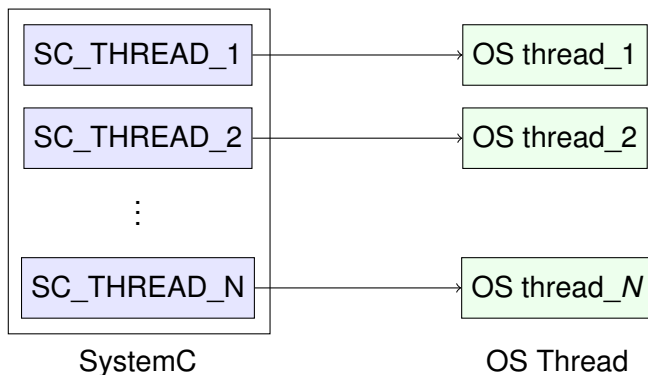 SC_THREAD_1 OS thread_1
SC_THREAD_2 OS thread_2
⋮
SC_THREAD_N OS thread_N
SystemC OS Thread